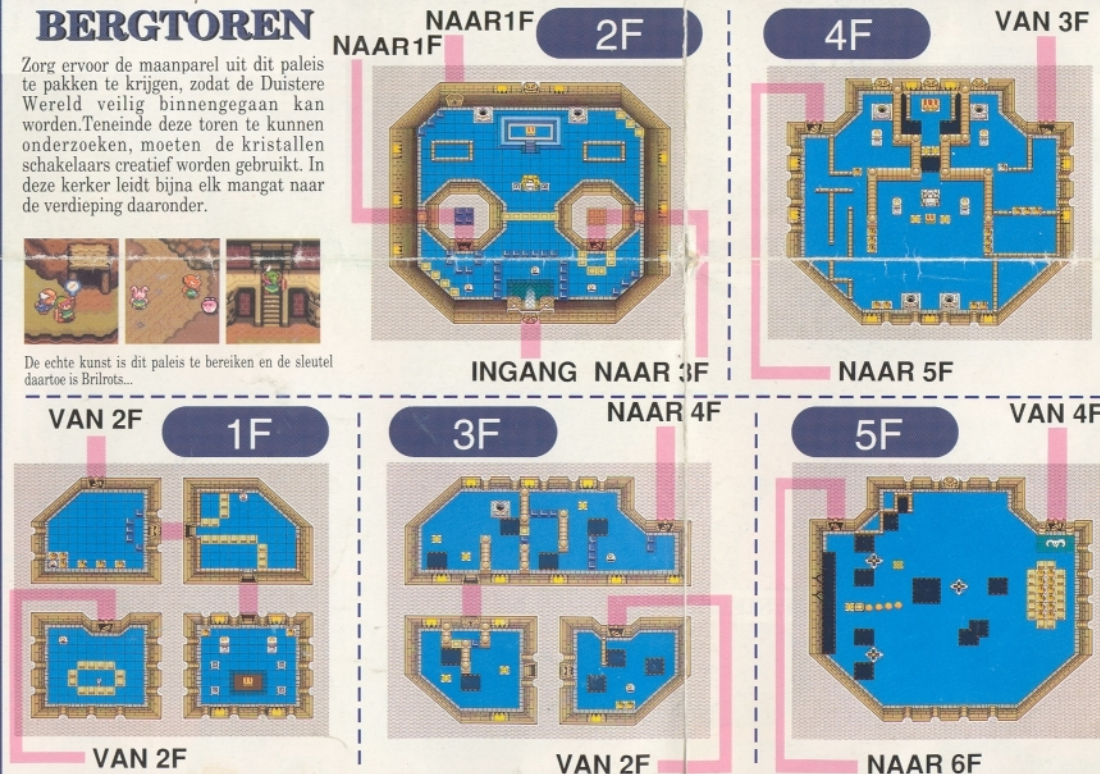 BERGTOREN
Zorg ervoor de maanparel uit dit paleis
te pakken te krijgen, zodat de Duistere
Wereld veilig binnengegaan kan
worden.Teneinde deze toren te kunnen
onderzoeken, moeten de kristallen
schakelaars creatief worden gebruikt. In
deze kerker leidt bijna elk mangat naar
de verdieping daaronder.
De echte kunst is dit paleis te bereiken en de sleutel
daartoe is Brilrots...
NAAR1F
NAAR1F
2F
INGANG NAAR 3F
4F
VAN 3F
NAAR 5F
VAN 2F
1F
VAN 2F
3F
NAAR 4F
VAN 2F
5F
VAN 4F
NAAR 6F